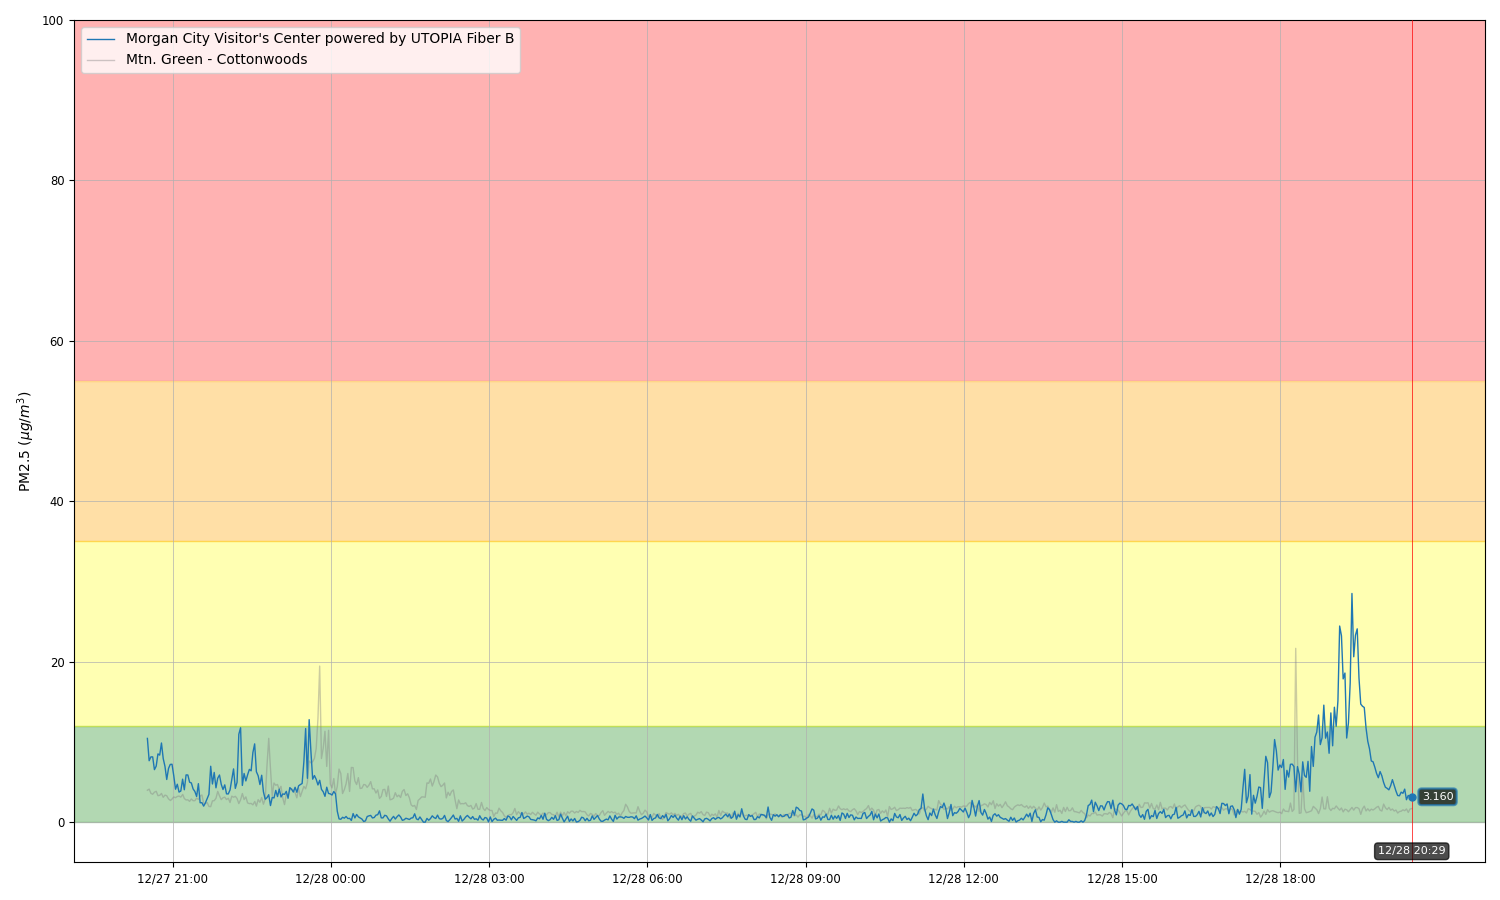 100
Morgan City Visitor's Center powered by UTOPIA Fiber B
Mtn. Green - Cottonwoods
80
60
PM2.5 (μg/m³)
40
20
0
3.160
12/28 20:29
12/27 21:00 12/28 00:00 12/28 03:00 12/28 06:00 12/28 09:00 12/28 12:00 12/28 15:00 12/28 18:00